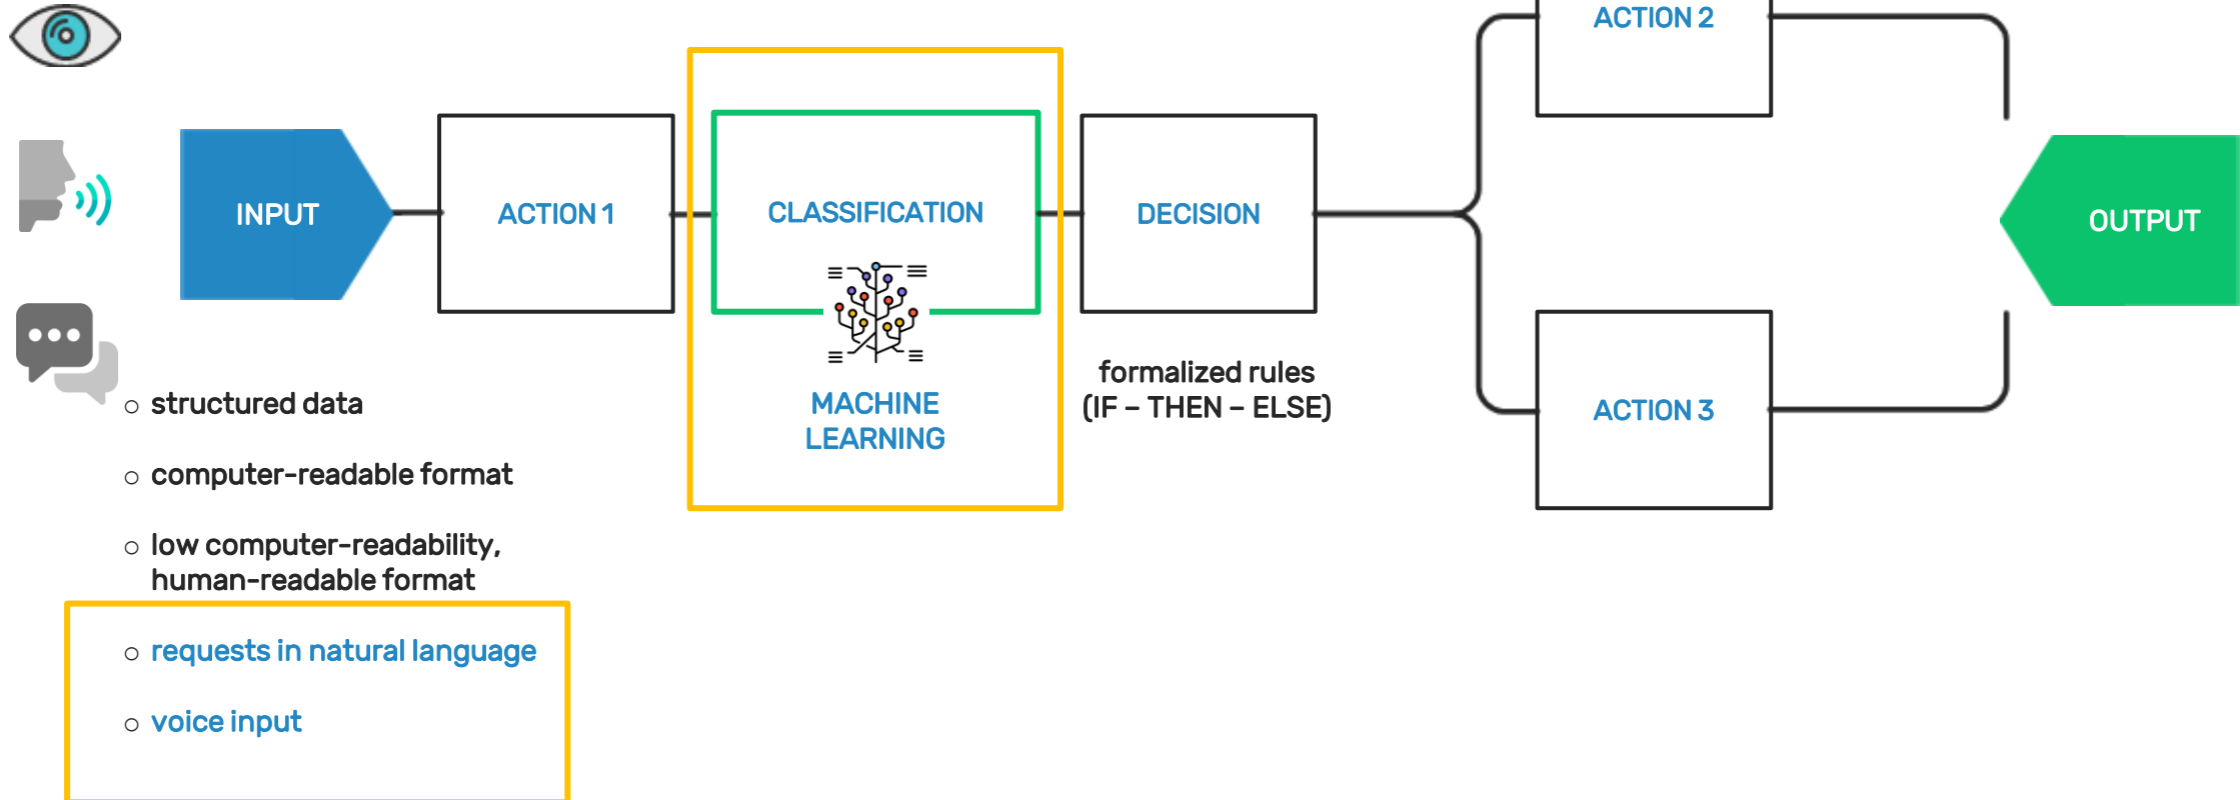 ACTION 2
INPUT
ACTION 1
CLASSIFICATION
DECISION
OUTPUT
MACHINE
LEARNING
formalized rules
(IF – THEN – ELSE)
ACTION 3
○ structured data
○ computer-readable format
○ low computer-readability,
human-readable format
○ requests in natural language
○ voice input